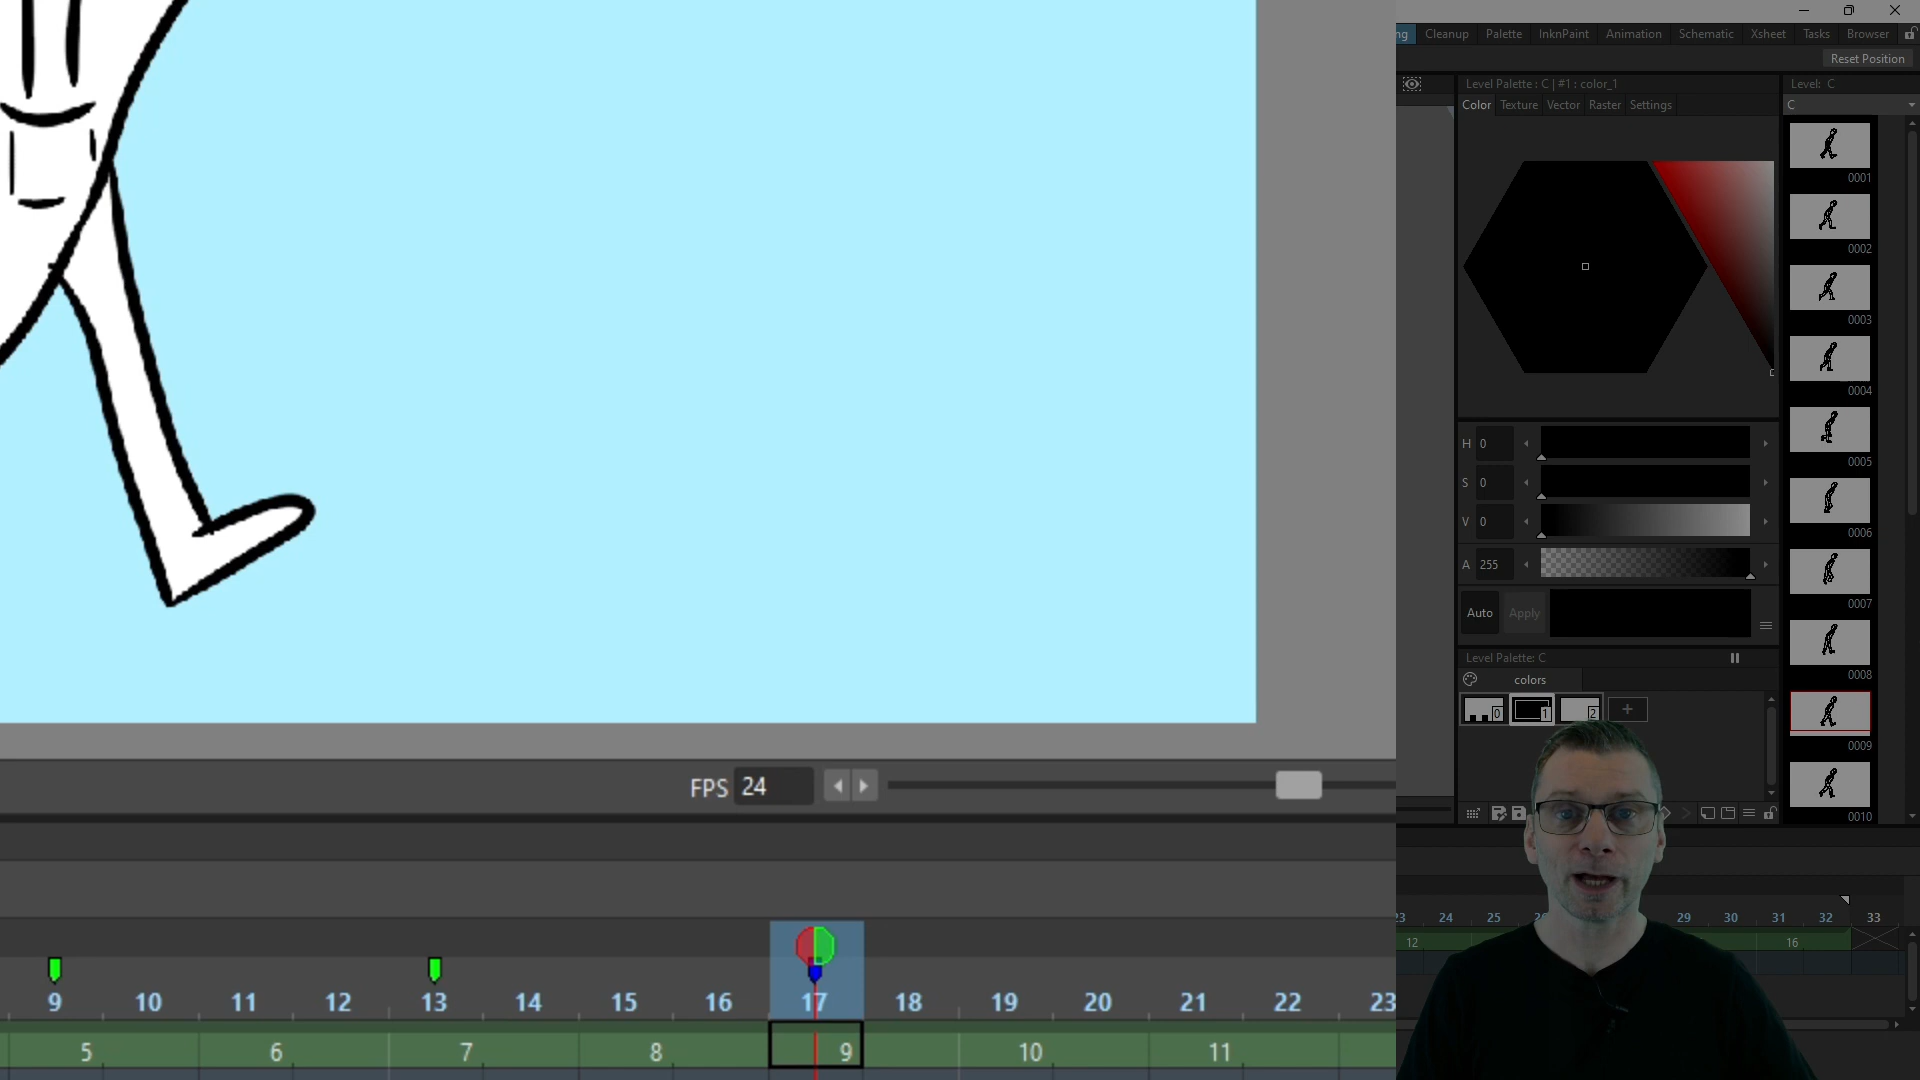 Cleanup Palette InknPaint Animation Schematic Xsheet Tasks Browser
Reset Position
Level Palette : C | #1 : color_1
Level: C
Color Texture Vector Raster Settings
C
0001
0002
0003
0004
0005
0006
0007
0008
0009
0010
H 0
S 0
V 0
A 255
Auto Apply
Level Palette: C
colors
0 1 2 +
FPS 24
9 10 11 12 13 14 15 16 17 18 19 20 21 22 23
5 6 7 8 9 10 11
24 25 29 30 31 32 33
12 16